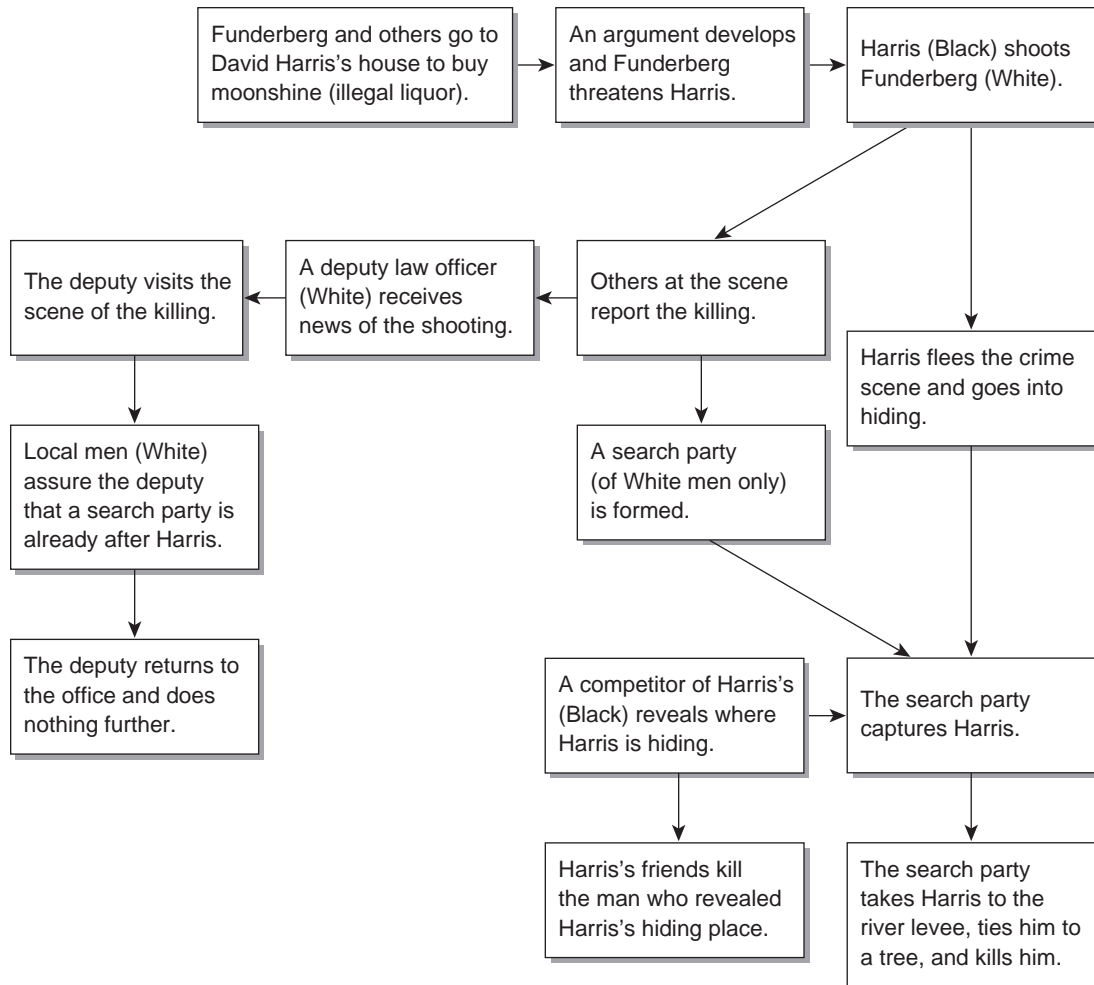 Funderberg and others go to
David Harris’s house to buy
moonshine (illegal liquor).
An argument develops
and Funderberg
threatens Harris.
Harris (Black) shoots
Funderberg (White).
The deputy visits the
scene of the killing.
A deputy law officer
(White) receives
news of the shooting.
Others at the scene
report the killing.
Harris flees the crime
scene and goes into
hiding.
Local men (White)
assure the deputy
that a search party is
already after Harris.
A search party
(of White men only)
is formed.
The deputy returns to
the office and does
nothing further.
A competitor of Harris’s
(Black) reveals where
Harris is hiding.
The search party
captures Harris.
Harris’s friends kill
the man who revealed
Harris’s hiding place.
The search party
takes Harris to the
river levee, ties him to
a tree, and kills him.